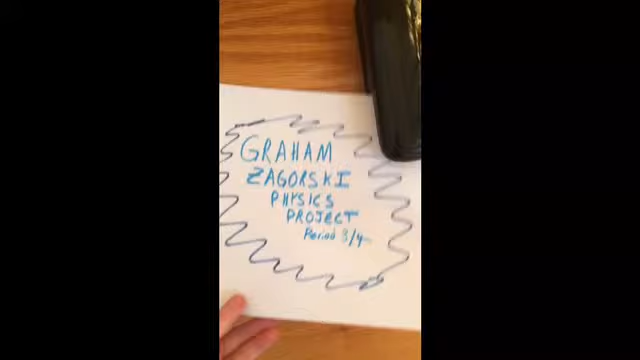 GRAHAM
ZAGORSKI
PHYSICS
PROJECT
Period 3/4